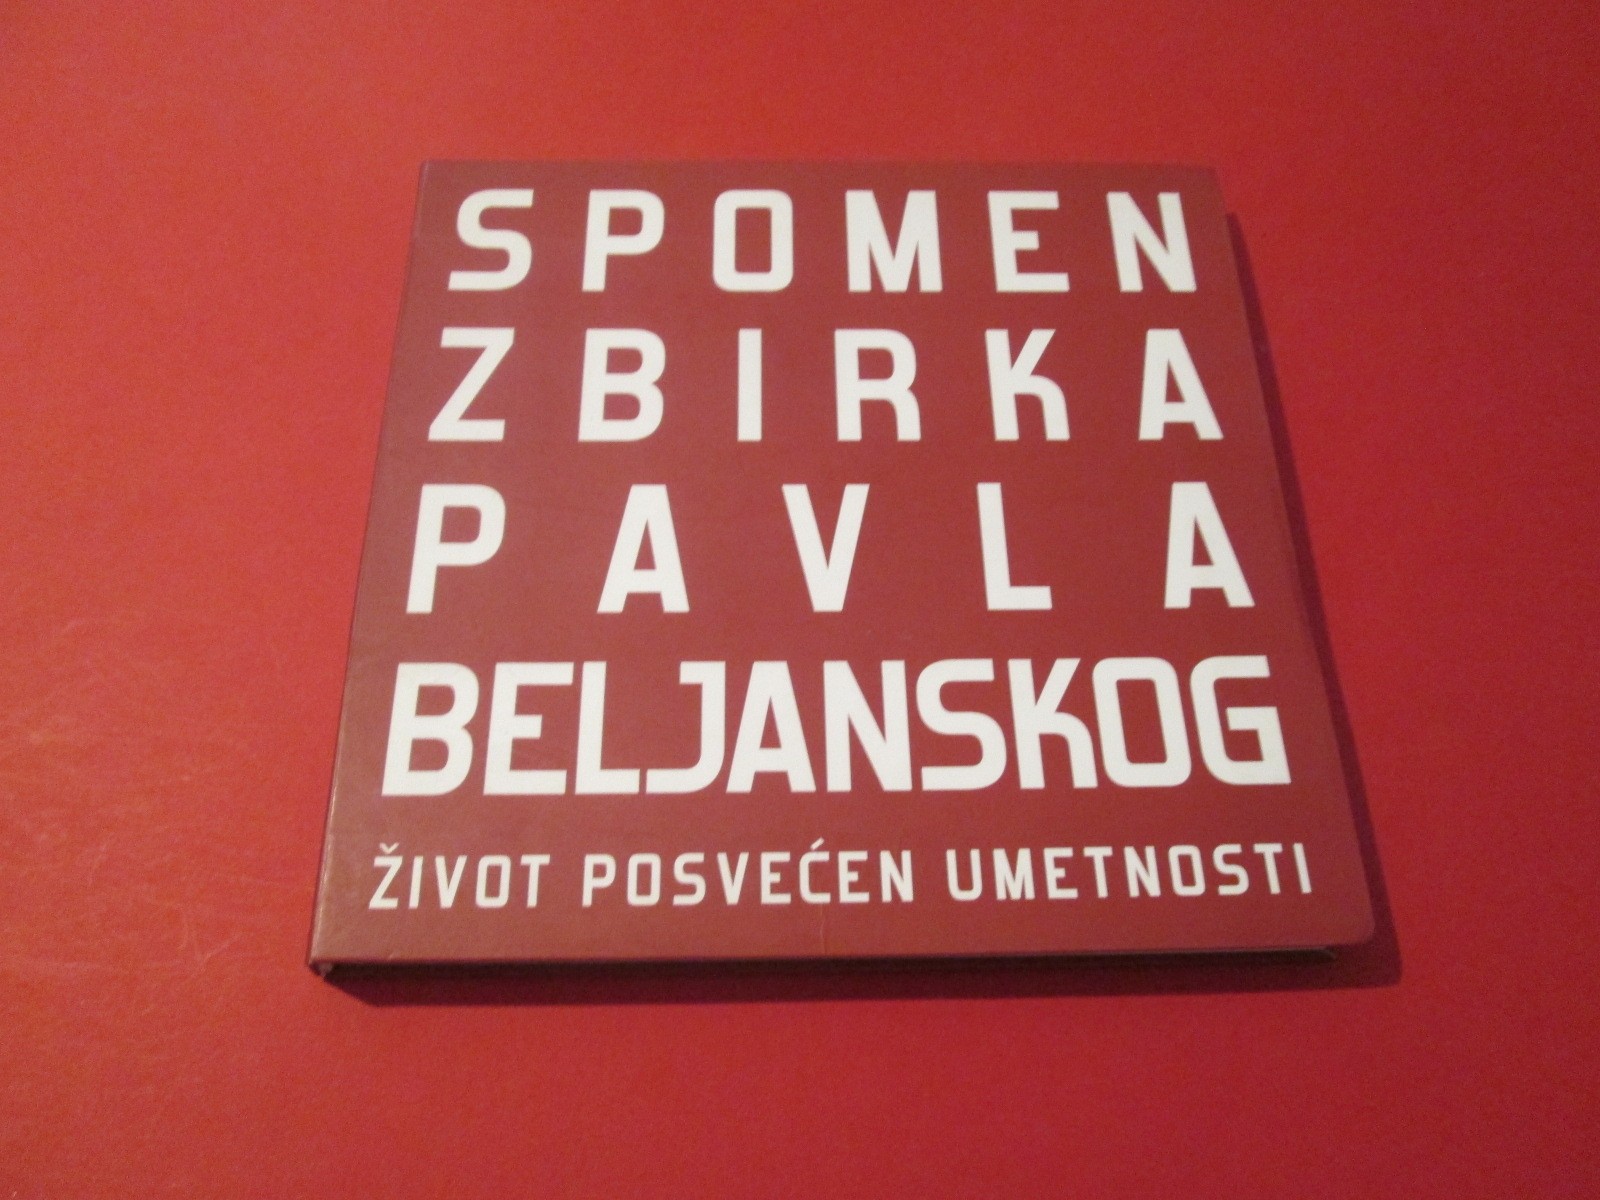 SPOMEN
ZBIRKA
PAVLA
BELJANSKOG
ŽIVOT POSVEĆEN UMETNOSTI